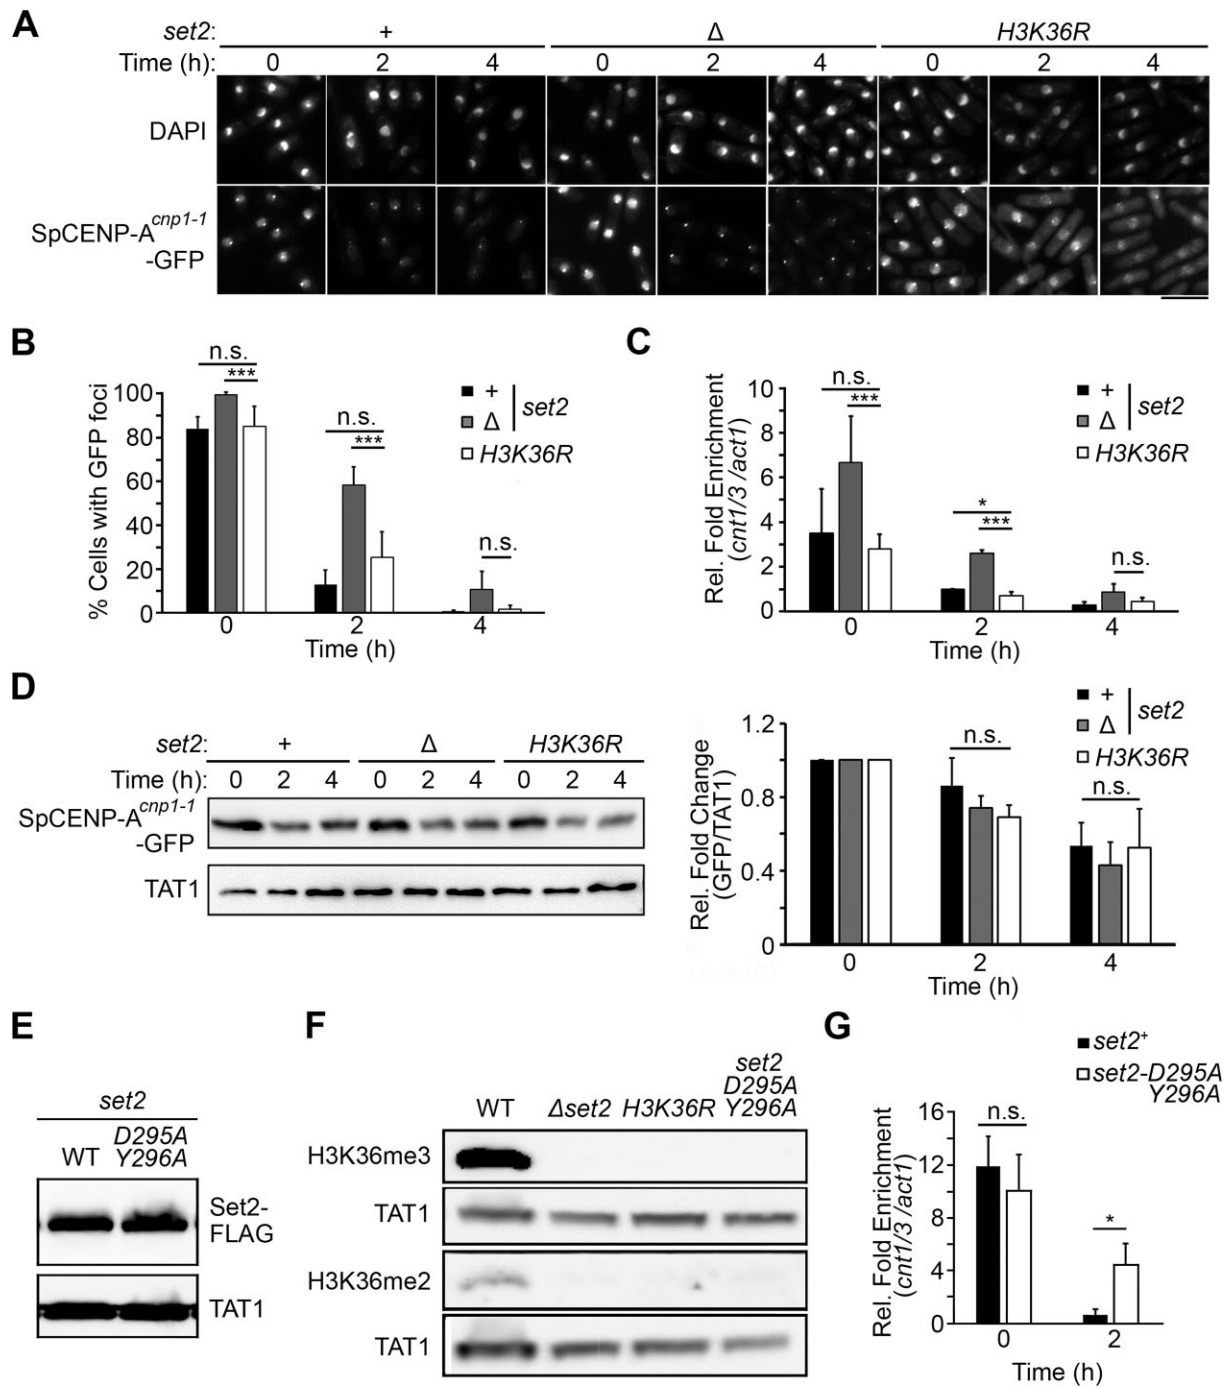 A
set2: + Δ H3K36R
Time (h): 0 2 4 0 2 4 0 2 4
DAPI
SpCENP-A^cnp1-1
-GFP
B
n.s.
***
n.s.
***
n.s.
% Cells with GFP foci
100
80
60
40
20
0
0 2 4
Time (h)
+
Δ
set2
H3K36R
C
n.s.
***
*
***
n.s.
Rel. Fold Enrichment
(cnt1/3 /act1)
10
8
6
4
2
0
0 2 4
Time (h)
+
Δ
set2
H3K36R
D
set2: + Δ H3K36R
Time (h): 0 2 4 0 2 4 0 2 4
SpCENP-A^cnp1-1
-GFP
TAT1
+
Δ
set2
H3K36R
n.s.
n.s.
Rel. Fold Change
(GFP/TAT1)
1.2
0.8
0.4
0
0 2 4
Time (h)
E
set2
WT D295A
Y296A
Set2-
FLAG
TAT1
F
WT Δset2 H3K36R set2
D295A
Y296A
H3K36me3
TAT1
H3K36me2
TAT1
G
set2⁺
set2-D295A
Y296A
n.s.
*
Rel. Fold Enrichment
(cnt1/3 /act1)
16
12
8
4
0
0 2
Time (h)